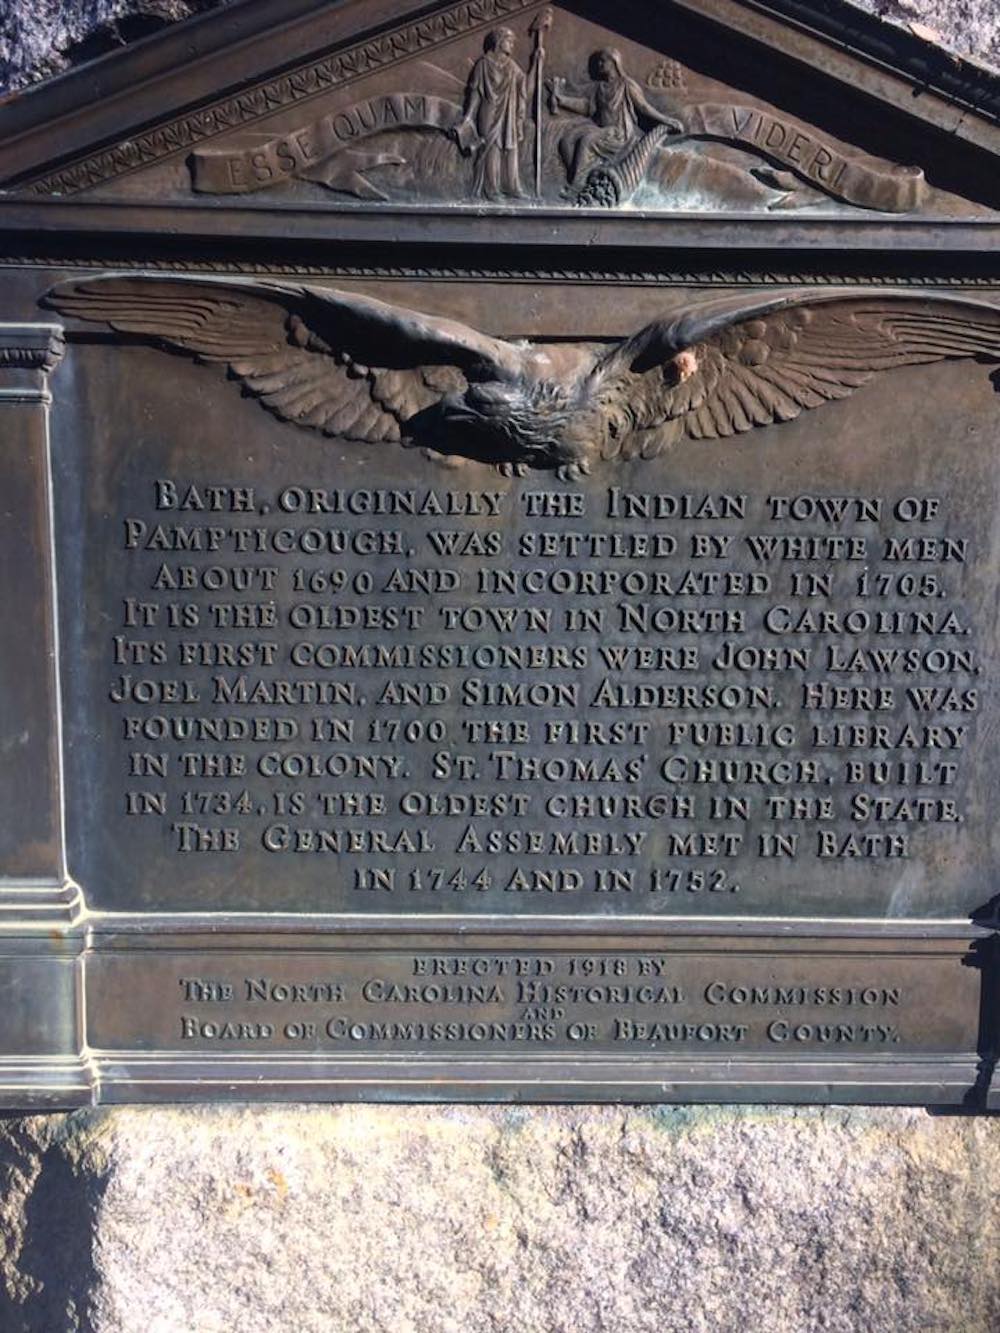 ESSE QUAM VIDERI
BATH, ORIGINALLY THE INDIAN TOWN OF
PAMPTICOUGH, WAS SETTLED BY WHITE MEN
ABOUT 1690 AND INCORPORATED IN 1705.
IT IS THE OLDEST TOWN IN NORTH CAROLINA.
ITS FIRST COMMISSIONERS WERE JOHN LAWSON,
JOEL MARTIN, AND SIMON ALDERSON. HERE WAS
FOUNDED IN 1700 THE FIRST PUBLIC LIBRARY
IN THE COLONY. ST. THOMAS' CHURCH, BUILT
IN 1734, IS THE OLDEST CHURCH IN THE STATE.
THE GENERAL ASSEMBLY MET IN BATH
IN 1744 AND IN 1752.
ERECTED 1918 BY
THE NORTH CAROLINA HISTORICAL COMMISSION
AND
BOARD OF COMMISSIONERS OF BEAUFORT COUNTY.